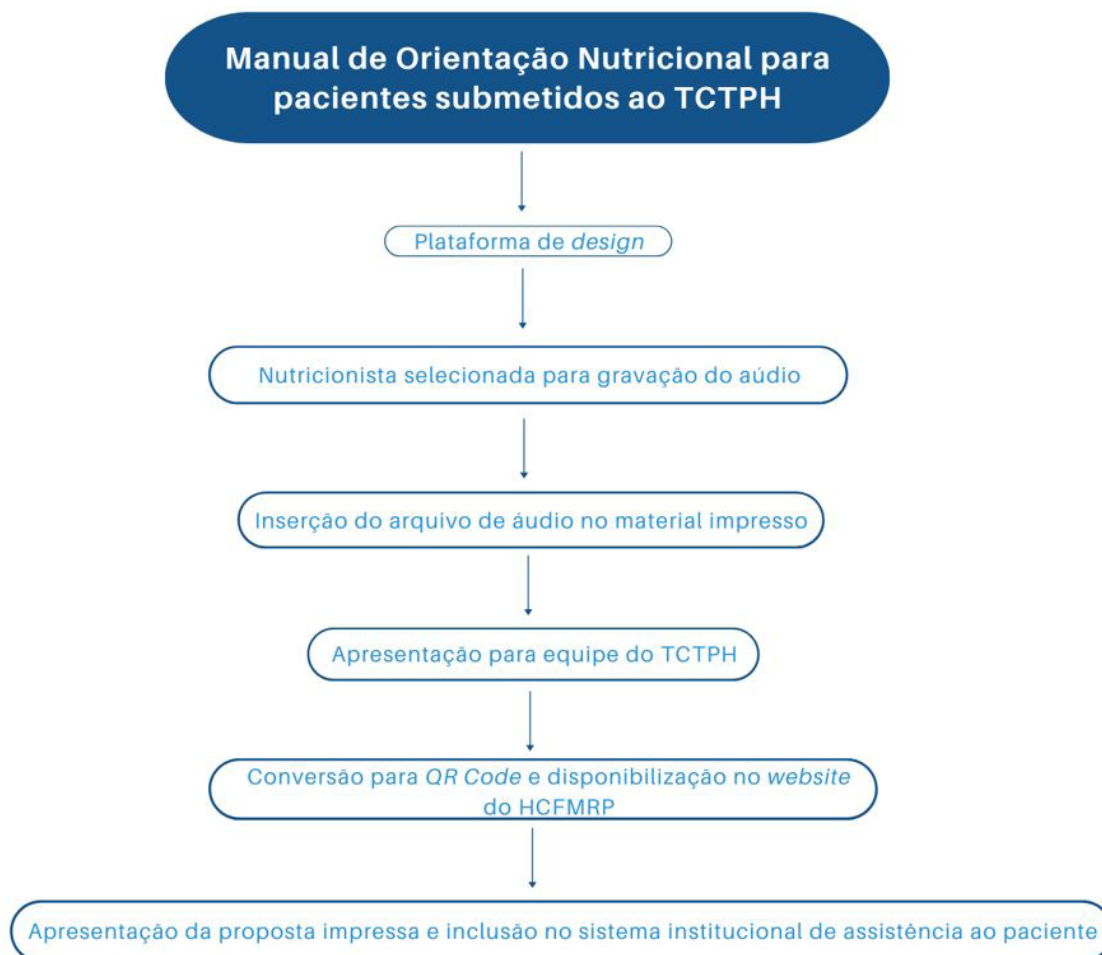 Manual de Orientação Nutricional para
pacientes submetidos ao TCTPH
Plataforma de design
Nutricionista selecionada para gravação do aúdio
Inserção do arquivo de áudio no material impresso
Apresentação para equipe do TCTPH
Conversão para QR Code e disponibilização no website
do HCFMRP
Apresentação da proposta impressa e inclusão no sistema institucional de assistência ao paciente